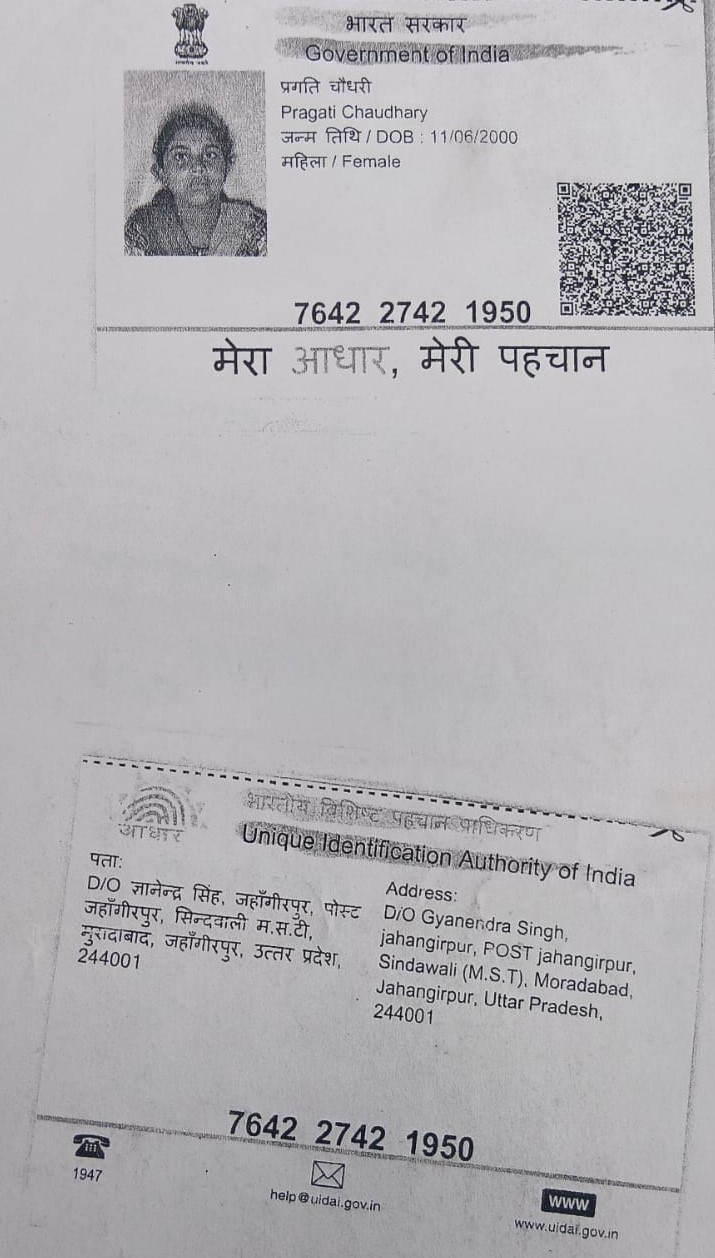 भारत सरकार
Government of India
प्रगति चौधरी
Pragati Chaudhary
जन्म तिथि / DOB : 11/06/2000
महिला / Female
7642 2742 1950
मेरा आधार, मेरी पहचान
भारतीय विशिष्ट पहचान प्राधिकरण
आधार
Unique Identification Authority of India
पता:
D/O ज्ञानेन्द्र सिंह, जहाँगीरपुर, पोस्ट
जहाँगीरपुर, सिन्दवाली म.स.टी,
मुरादाबाद, जहाँगीरपुर, उत्तर प्रदेश,
244001
Address:
D/O Gyanendra Singh,
jahangirpur, POST jahangirpur,
Sindawali (M.S.T), Moradabad,
Jahangirpur, Uttar Pradesh,
244001
7642 2742 1950
1947
help@uidai.gov.in
www
www.uidai.gov.in